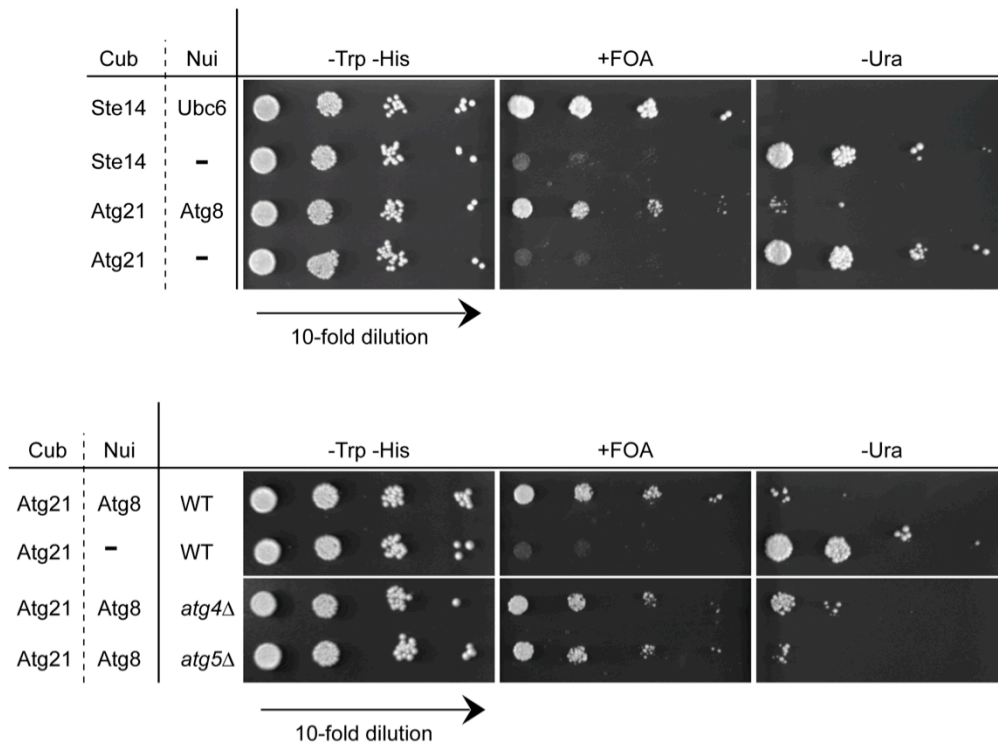 Cub Nui -Trp -His +FOA -Ura
Ste14 Ubc6
Ste14 -
Atg21 Atg8
Atg21 -
10-fold dilution
Cub Nui -Trp -His +FOA -Ura
Atg21 Atg8 WT
Atg21 - WT
Atg21 Atg8 atg4Δ
Atg21 Atg8 atg5Δ
10-fold dilution